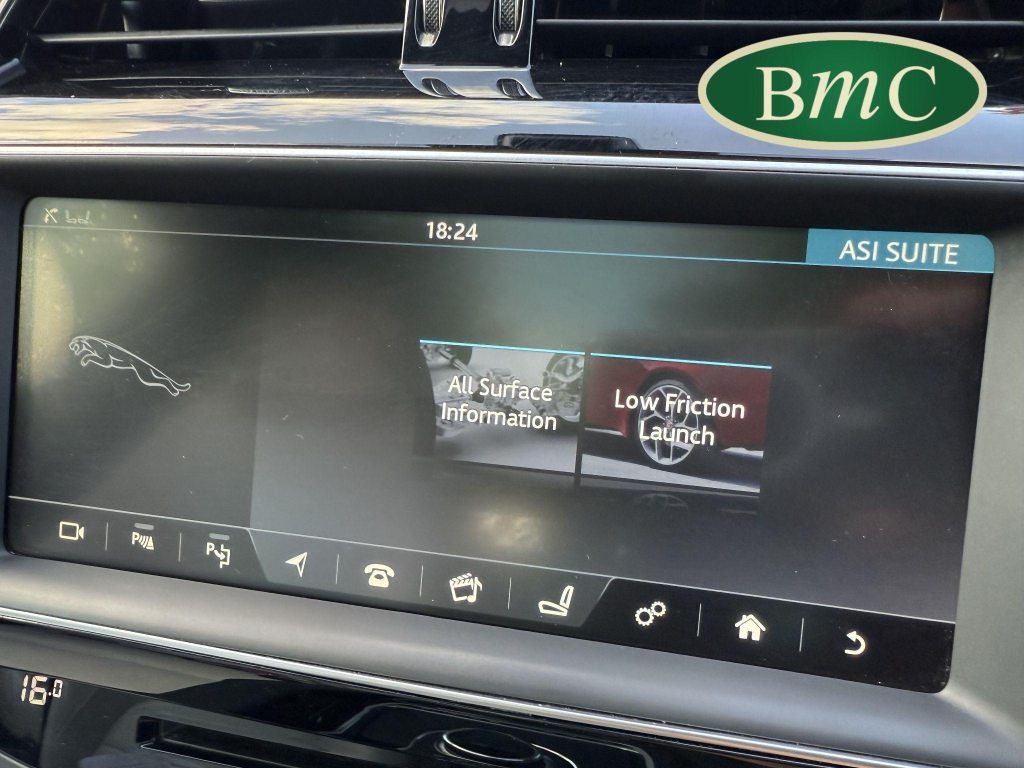 BmC
18:24
ASI SUITE
All Surface
Information
Low Friction
Launch
P
P
16.0